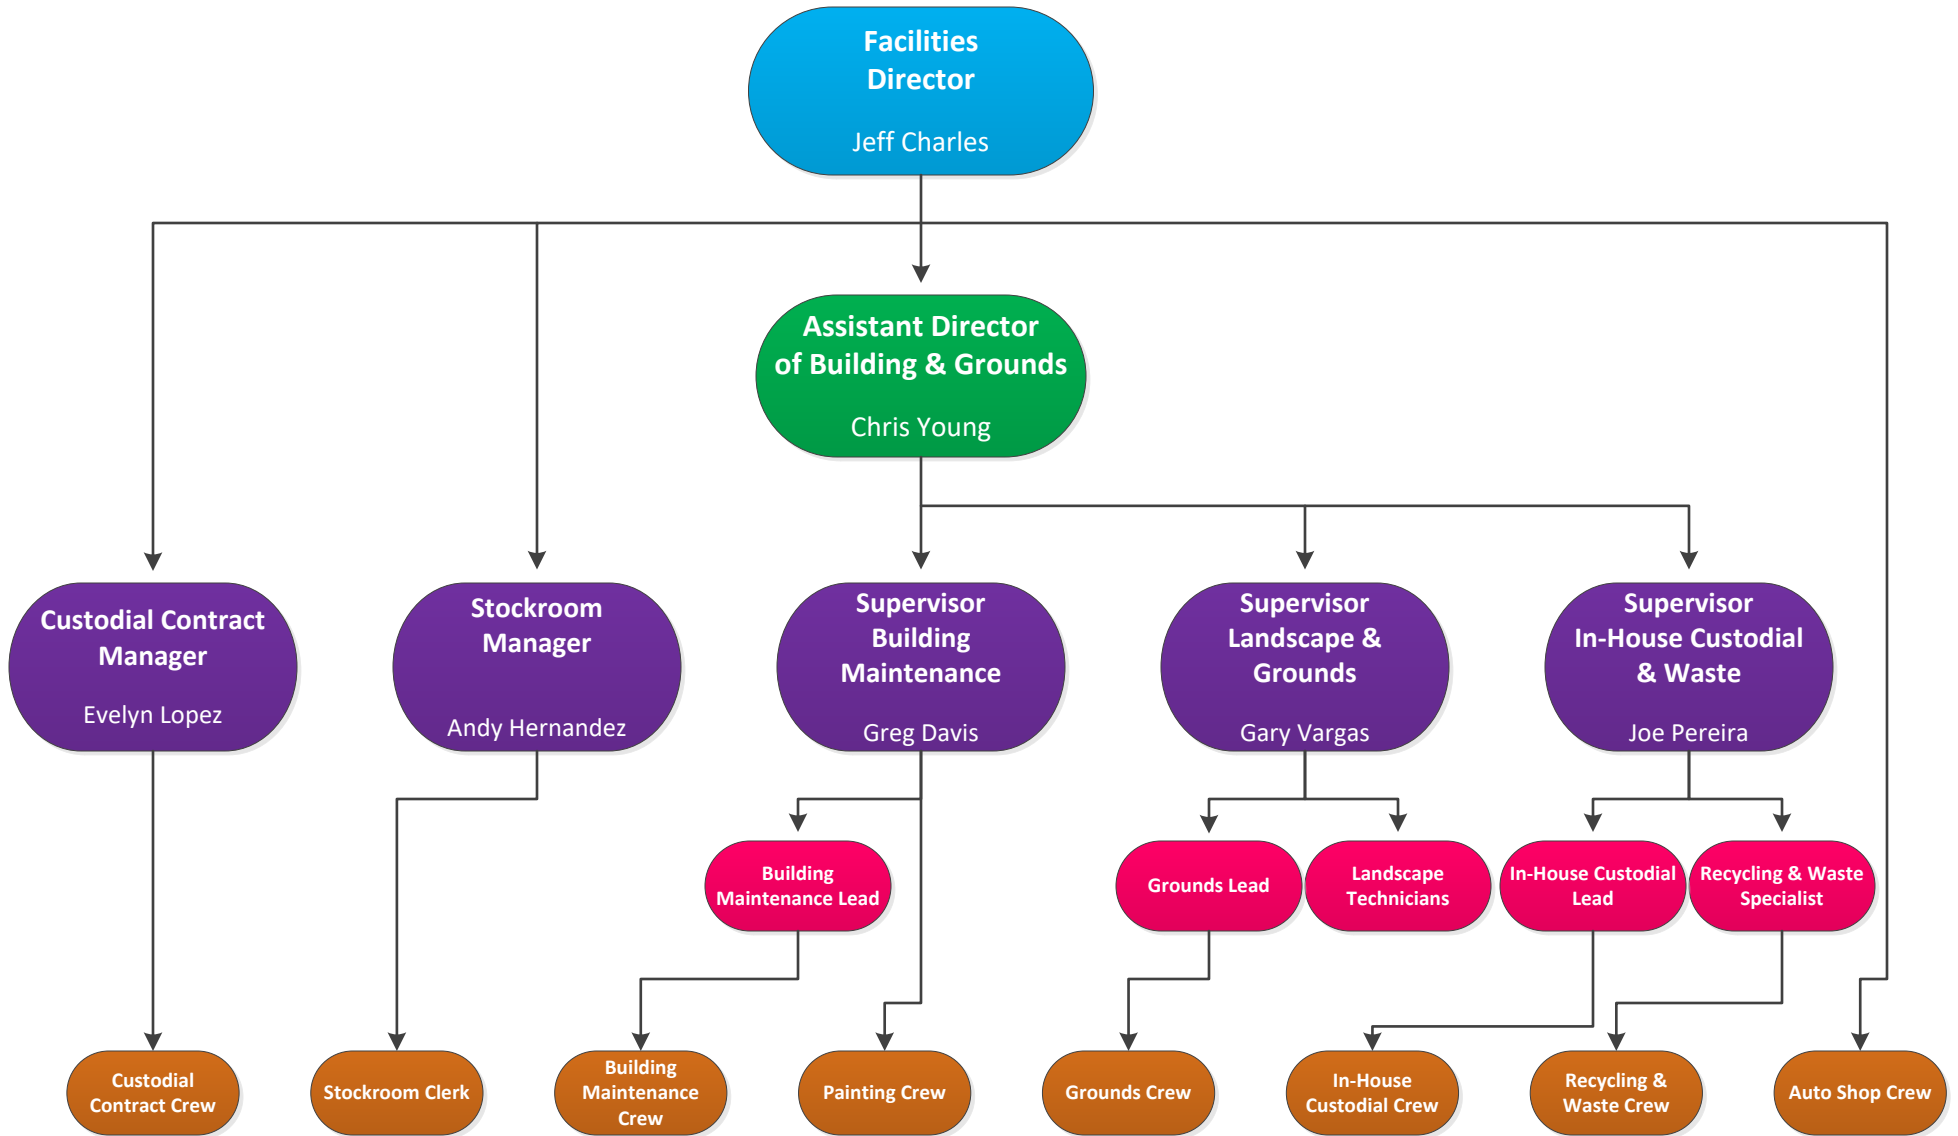 Facilities
Director
Jeff Charles
Assistant Director
of Building & Grounds
Chris Young
Custodial Contract
Manager
Evelyn Lopez
Stockroom
Manager
Andy Hernandez
Supervisor
Building
Maintenance
Greg Davis
Supervisor
Landscape &
Grounds
Gary Vargas
Supervisor
In-House Custodial
& Waste
Joe Pereira
Building
Maintenance Lead
Grounds Lead
Landscape
Technicians
In-House Custodial
Lead
Recycling & Waste
Specialist
Custodial
Contract Crew
Stockroom Clerk
Building
Maintenance
Crew
Painting Crew
Grounds Crew
In-House
Custodial Crew
Recycling &
Waste Crew
Auto Shop Crew